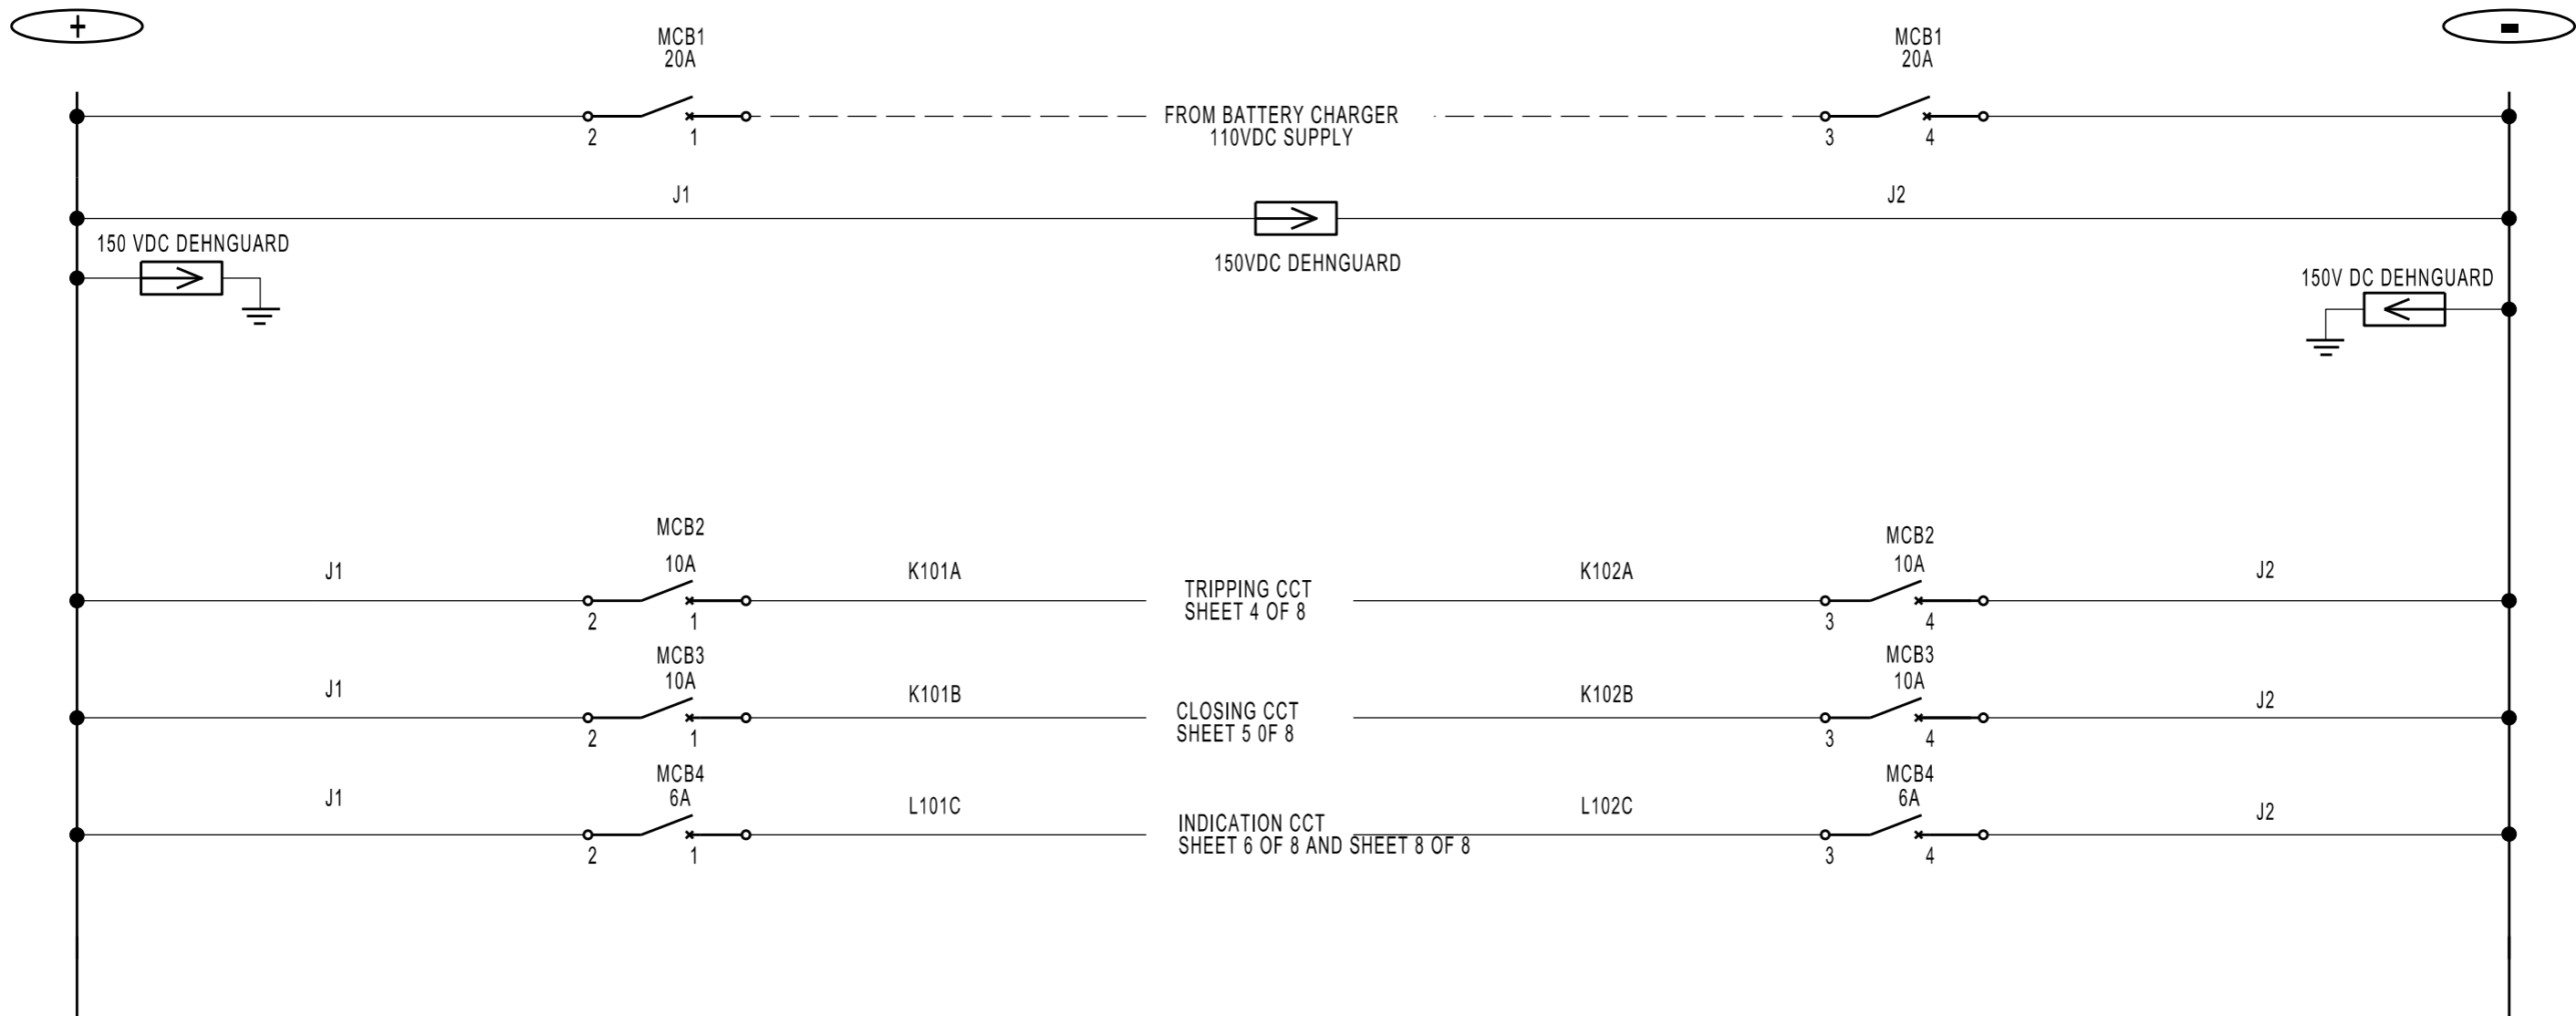 +
-
MCB1
20A
MCB1
20A
FROM BATTERY CHARGER
110VDC SUPPLY
2
1
3
4
J1
J2
150 VDC DEHNGUARD
150VDC DEHNGUARD
150V DC DEHNGUARD
MCB2
10A
MCB2
10A
J1
K101A
K102A
J2
TRIPPING CCT
SHEET 4 OF 8
2
1
3
4
MCB3
10A
MCB3
10A
J1
K101B
K102B
J2
CLOSING CCT
SHEET 5 0F 8
2
1
3
4
MCB4
6A
MCB4
6A
J1
L101C
L102C
J2
INDICATION CCT
SHEET 6 OF 8 AND SHEET 8 OF 8
2
1
3
4